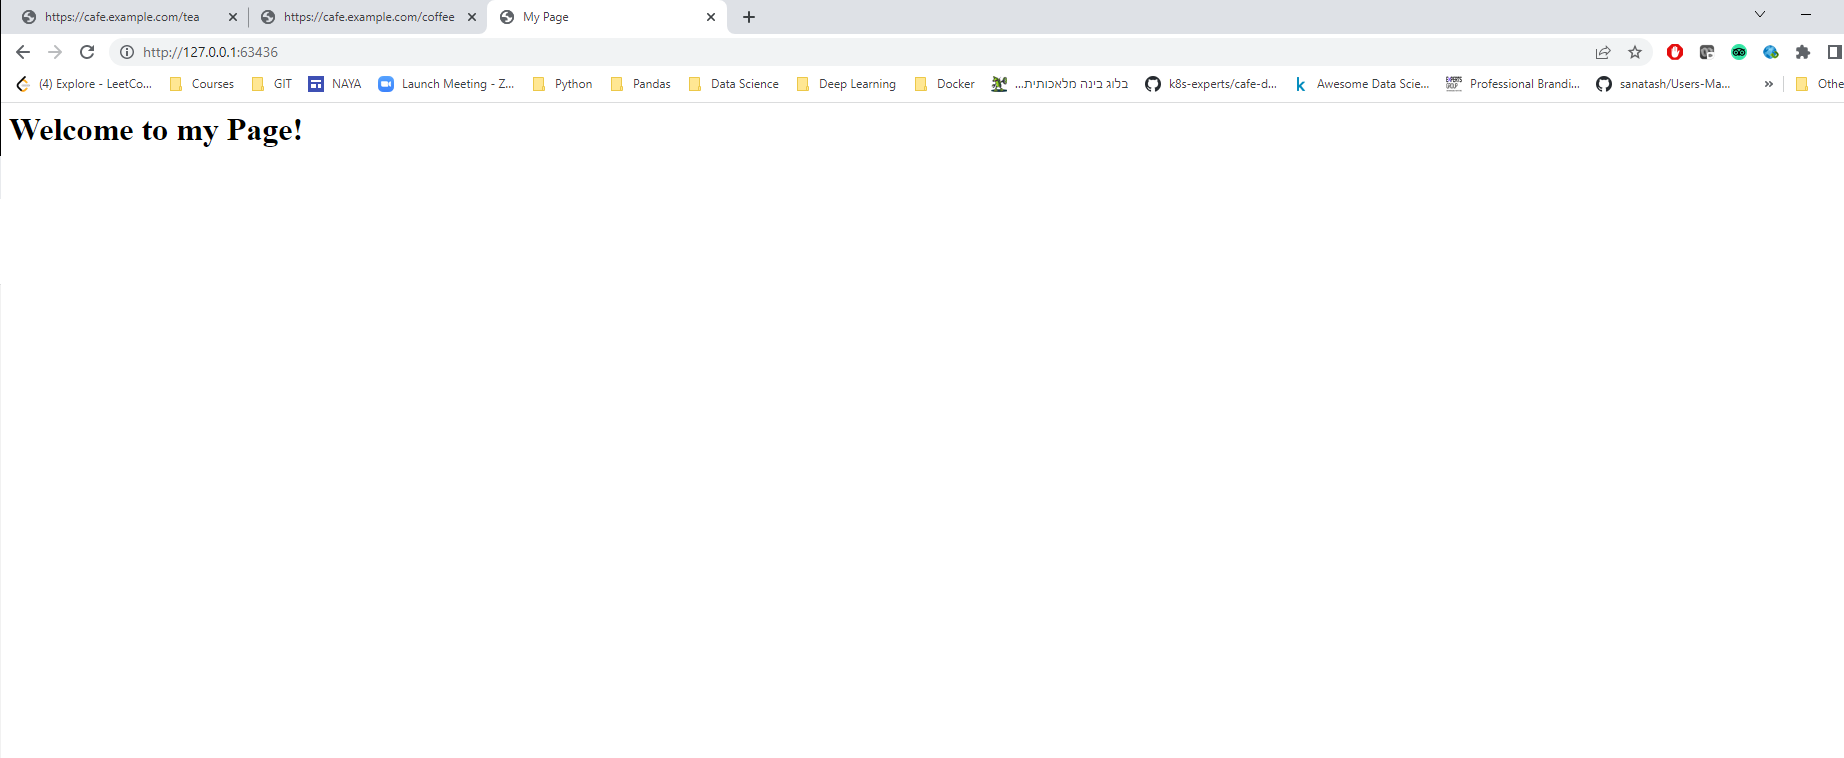 https://cafe.example.com/tea https://cafe.example.com/coffee My Page
http://127.0.0.1:63436
(4) Explore - LeetCo... Courses GIT NAYA Launch Meeting - Z... Python Pandas Data Science Deep Learning Docker בלוג בינה מלאכותית... k8s-experts/cafe-d... Awesome Data Scie... EXPERTS GROUP Professional Brandi... sanatash/Users-Ma... » Othe
Welcome to my Page!